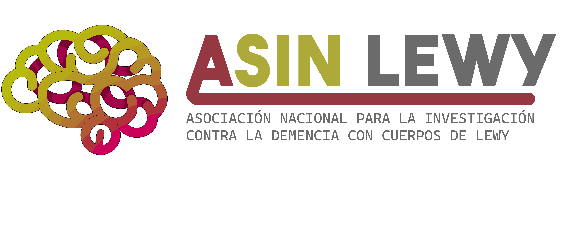 ASIN LEWY
ASOCIACIÓN NACIONAL PARA LA INVESTIGACIÓN
CONTRA LA DEMENCIA CON CUERPOS DE LEWY